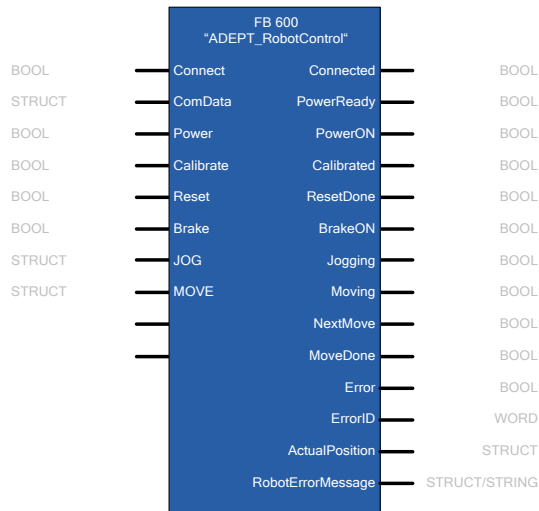 FB 600
“ADEPT_RobotControl“
BOOL Connect Connected BOOL
STRUCT ComData PowerReady BOOL
BOOL Power PowerON BOOL
BOOL Calibrate Calibrated BOOL
BOOL Reset ResetDone BOOL
BOOL Brake BrakeON BOOL
STRUCT JOG Jogging BOOL
STRUCT MOVE Moving BOOL
NextMove BOOL
MoveDone BOOL
Error BOOL
ErrorID WORD
ActualPosition STRUCT
RobotErrorMessage STRUCT/STRING